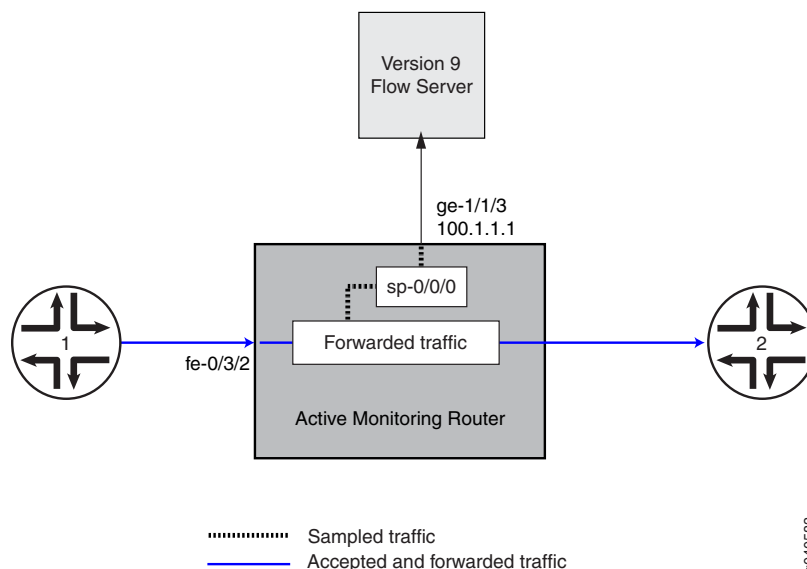 Version 9
Flow Server
ge-1/1/3
100.1.1.1
sp-0/0/0
1
Forwarded traffic
2
fe-0/3/2
Active Monitoring Router
Sampled traffic
Accepted and forwarded traffic